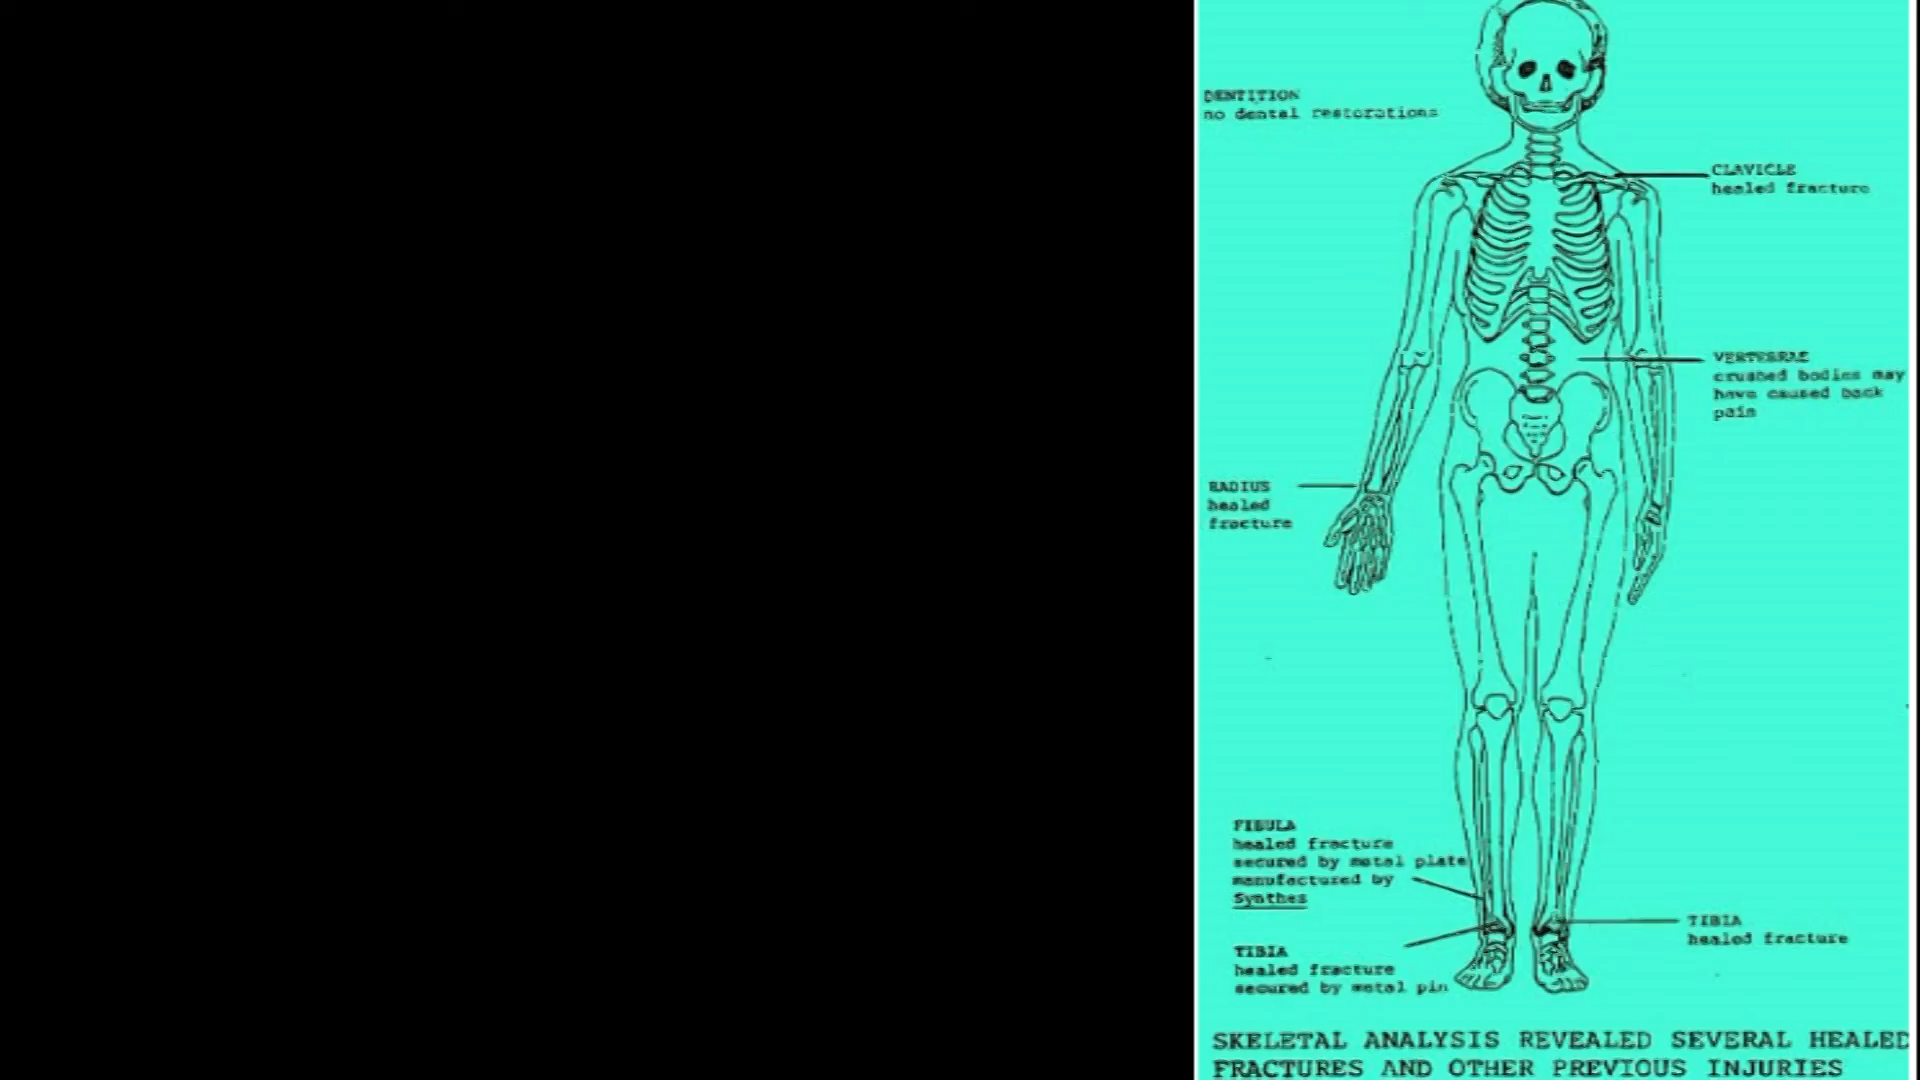 DENTITION
no dental restorations
CLAVICLE
healed fracture
VERTEBRAE
crushed bodies may
have caused back
pain
RADIUS
healed
fracture
FIBULA
healed fracture
secured by metal plate
manufactured by
Synthes
TIBIA
healed fracture
secured by metal pin
TIBIA
healed fracture
SKELETAL ANALYSIS REVEALED SEVERAL HEALED
FRACTURES AND OTHER PREVIOUS INJURIES